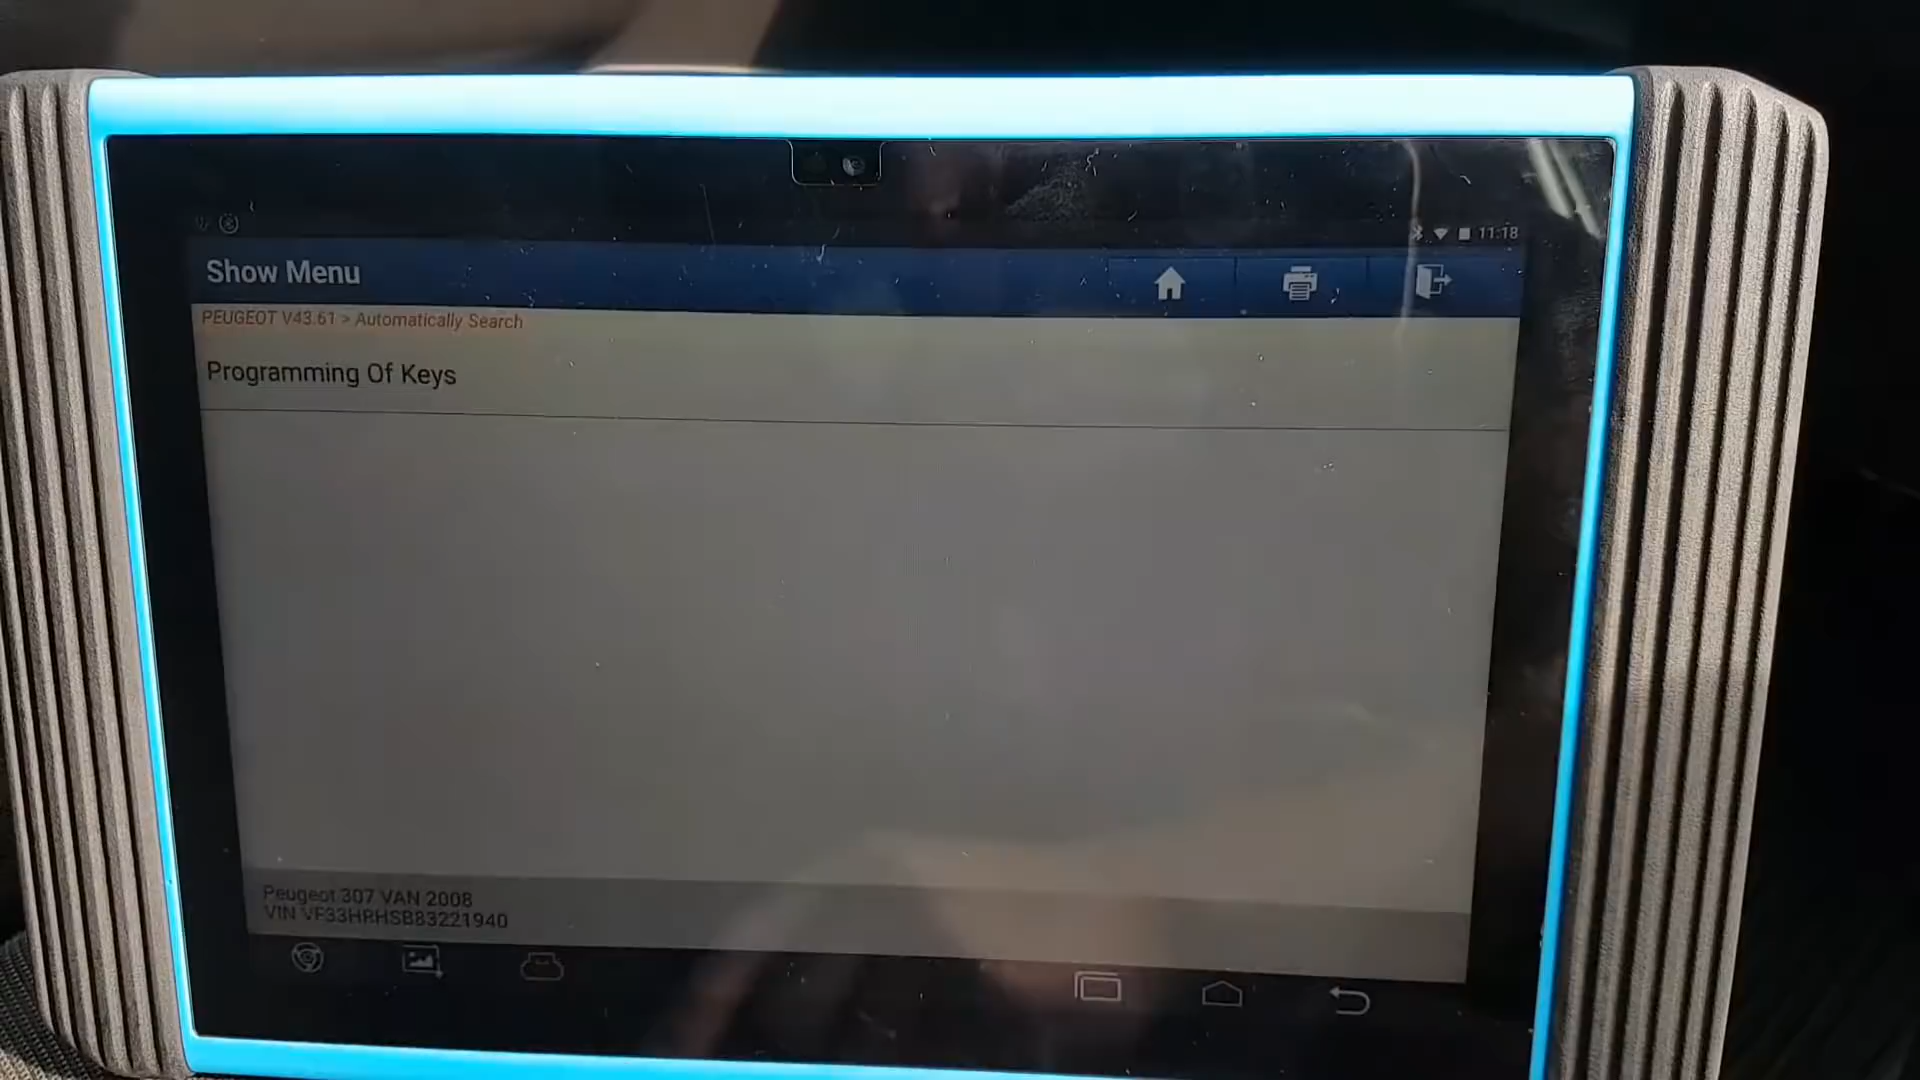 11:18
Show Menu
PEUGEOT V43.61 > Automatically Search
Programming Of Keys
Peugeot 307 VAN 2008
VIN VF33HRHSB83221940